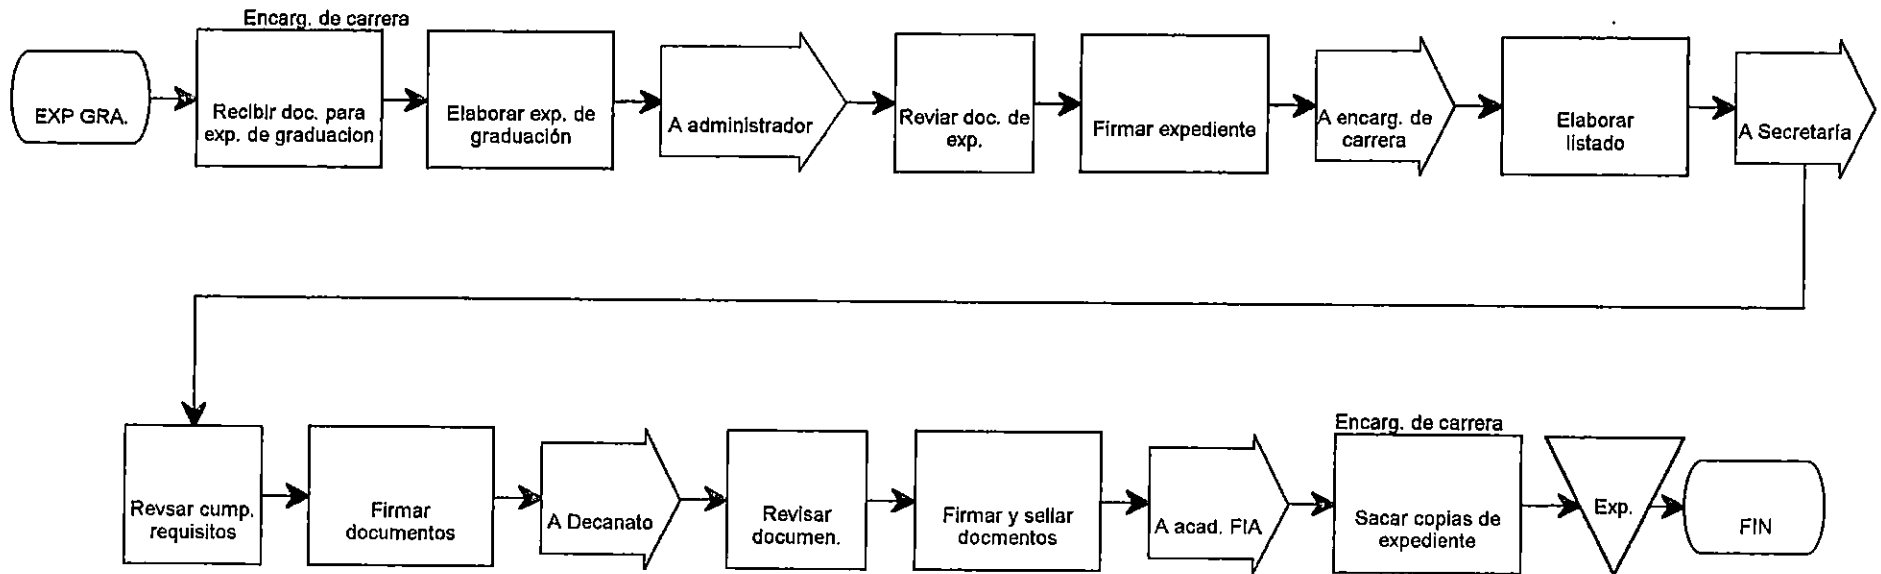 Encarg. de carrera
EXP GRA.
Recibir doc. para
exp. de graduacion
Elaborar exp. de
graduación
A administrador
Reviar doc. de
exp.
Firmar expediente
A encarg. de
carrera
Elaborar
listado
A Secretaría
Revsar cump.
requisitos
Firmar
documentos
A Decanato
Revisar
documen.
Firmar y sellar
docmentos
A acad. FIA
Encarg. de carrera
Sacar copias de
expediente
Exp.
FIN